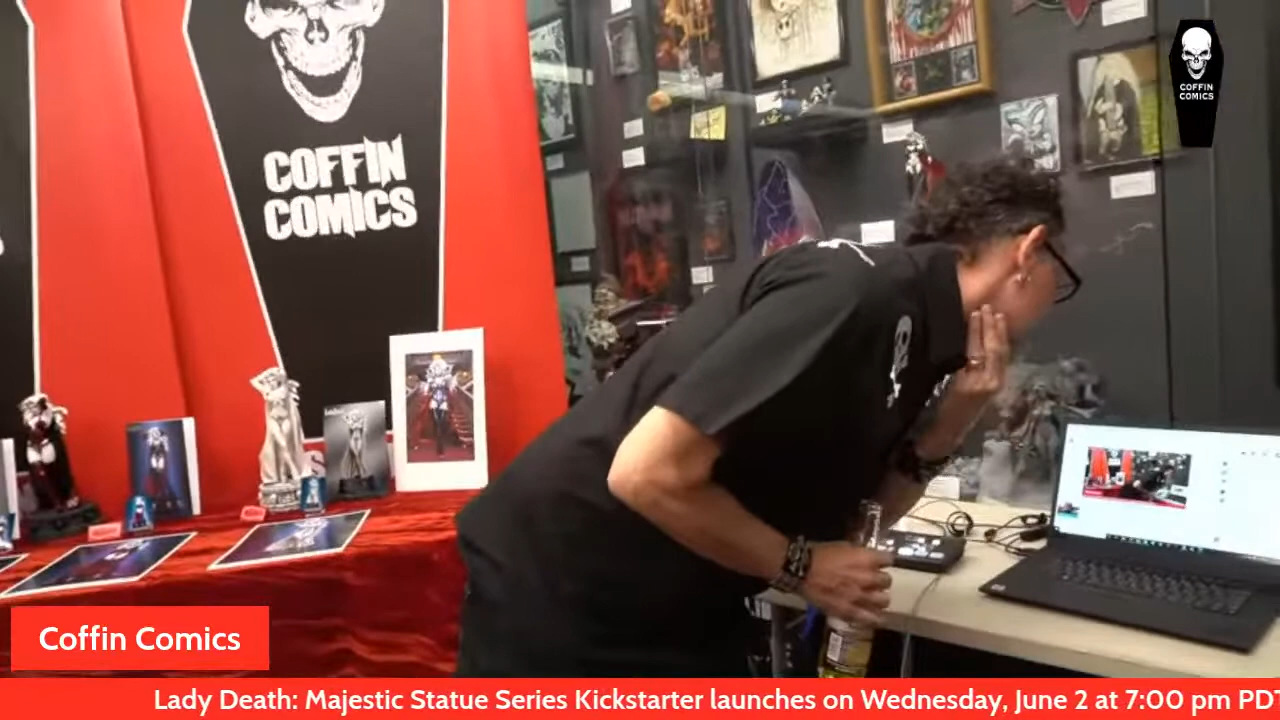 COFFIN
COMICS
COFFIN
COMICS
Coffin Comics
Lady Death: Majestic Statue Series Kickstarter launches on Wednesday, June 2 at 7:00 pm PDT